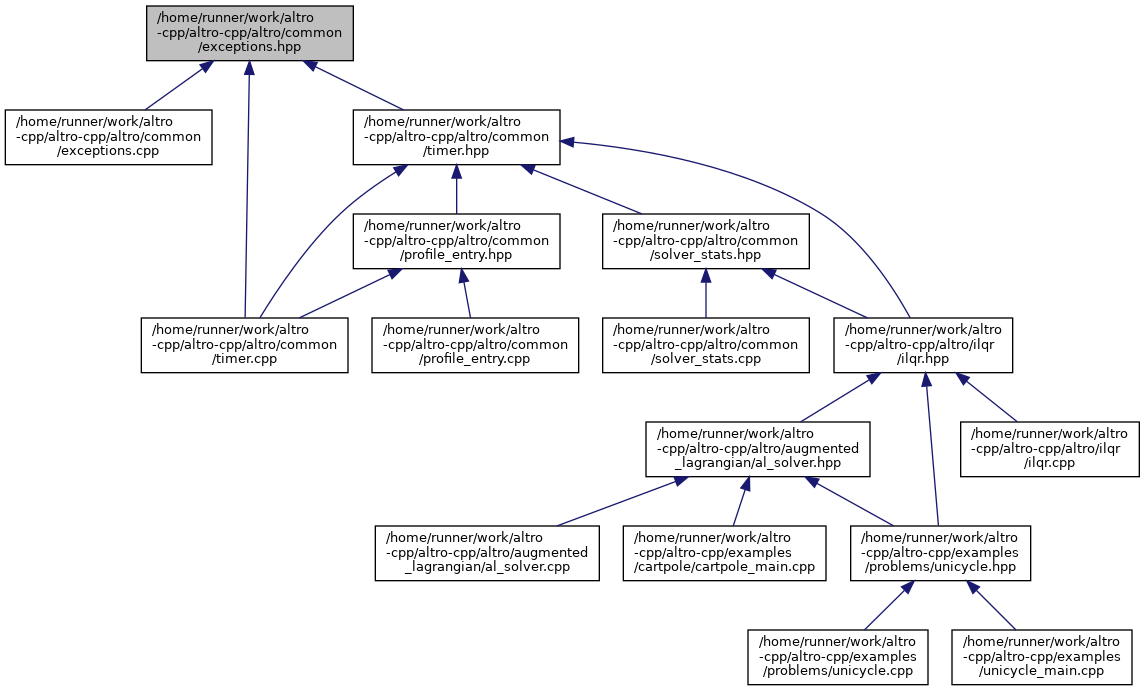 /home/runner/work/altro
-cpp/altro-cpp/altro/common
/exceptions.hpp
/home/runner/work/altro
-cpp/altro-cpp/altro/common
/exceptions.cpp
/home/runner/work/altro
-cpp/altro-cpp/altro/common
/timer.hpp
/home/runner/work/altro
-cpp/altro-cpp/altro/common
/profile_entry.hpp
/home/runner/work/altro
-cpp/altro-cpp/altro/common
/solver_stats.hpp
/home/runner/work/altro
-cpp/altro-cpp/altro/common
/timer.cpp
/home/runner/work/altro
-cpp/altro-cpp/altro/common
/profile_entry.cpp
/home/runner/work/altro
-cpp/altro-cpp/altro/common
/solver_stats.cpp
/home/runner/work/altro
-cpp/altro-cpp/altro/ilqr
/ilqr.hpp
/home/runner/work/altro
-cpp/altro-cpp/altro/augmented
_lagrangian/al_solver.hpp
/home/runner/work/altro
-cpp/altro-cpp/altro/ilqr
/ilqr.cpp
/home/runner/work/altro
-cpp/altro-cpp/altro/augmented
_lagrangian/al_solver.cpp
/home/runner/work/altro
-cpp/altro-cpp/examples
/cartpole/cartpole_main.cpp
/home/runner/work/altro
-cpp/altro-cpp/examples
/problems/unicycle.hpp
/home/runner/work/altro
-cpp/altro-cpp/examples
/problems/unicycle.cpp
/home/runner/work/altro
-cpp/altro-cpp/examples
/unicycle_main.cpp